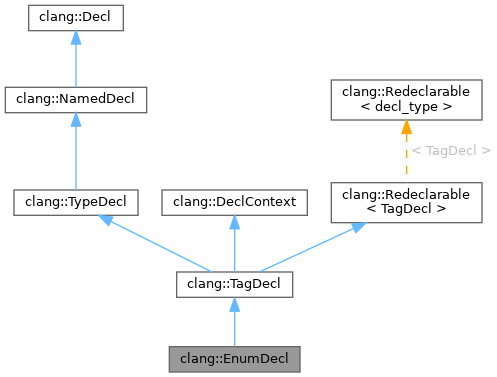 clang::Decl
clang::NamedDecl
clang::Redeclarable
< decl_type >
< TagDecl >
clang::TypeDecl
clang::DeclContext
clang::Redeclarable
< TagDecl >
clang::TagDecl
clang::EnumDecl